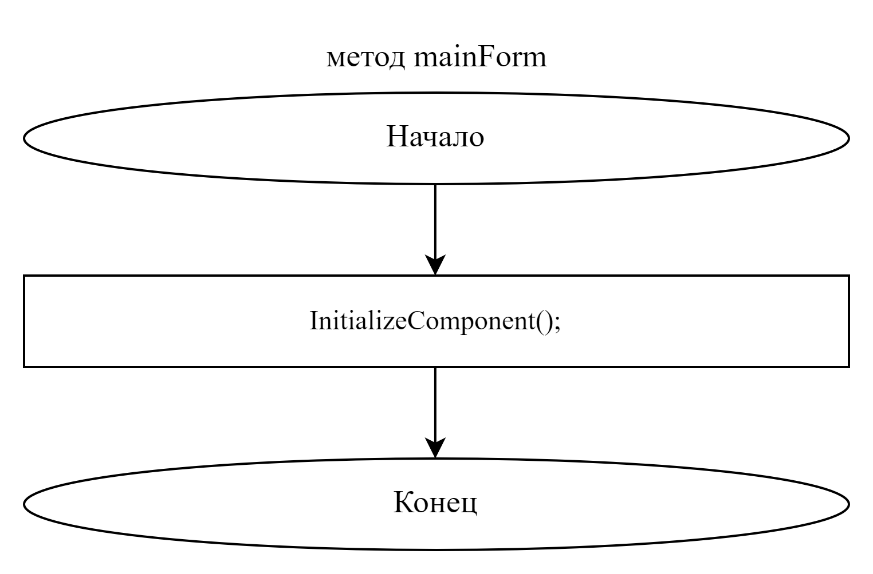 метод mainForm
Начало
InitializeComponent();
Конец